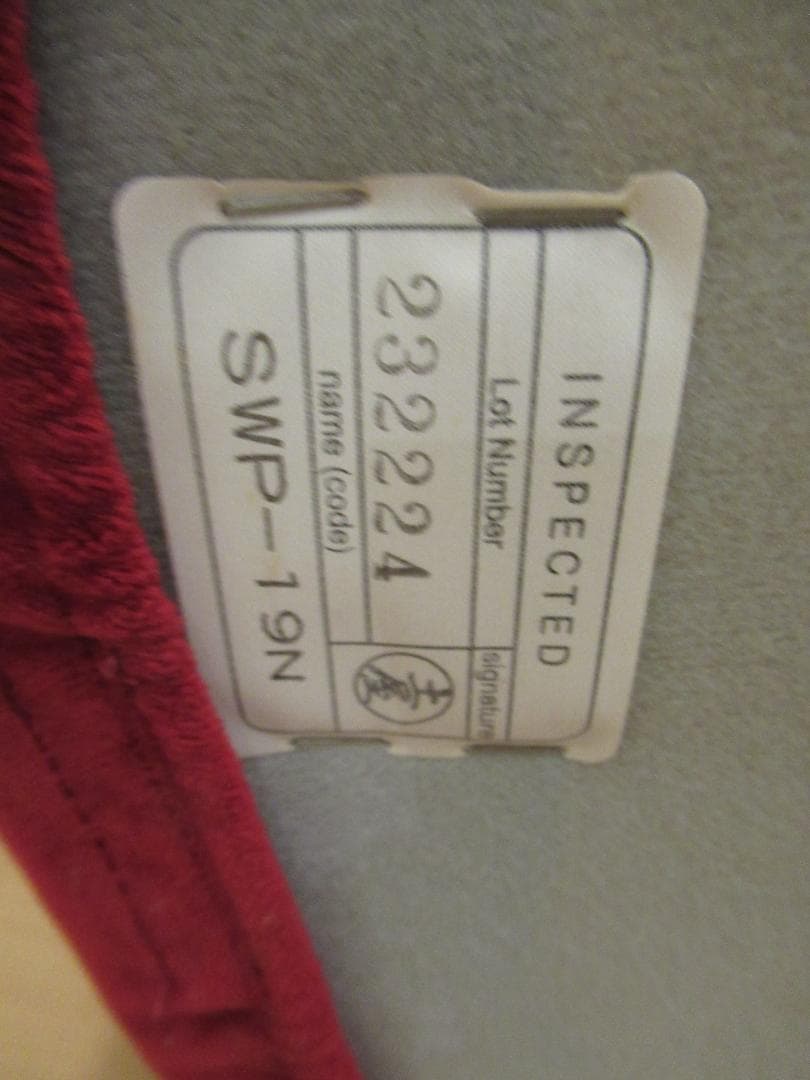 INSPECTED
Lot Number
signature
232224
name (code)
SWP-19N